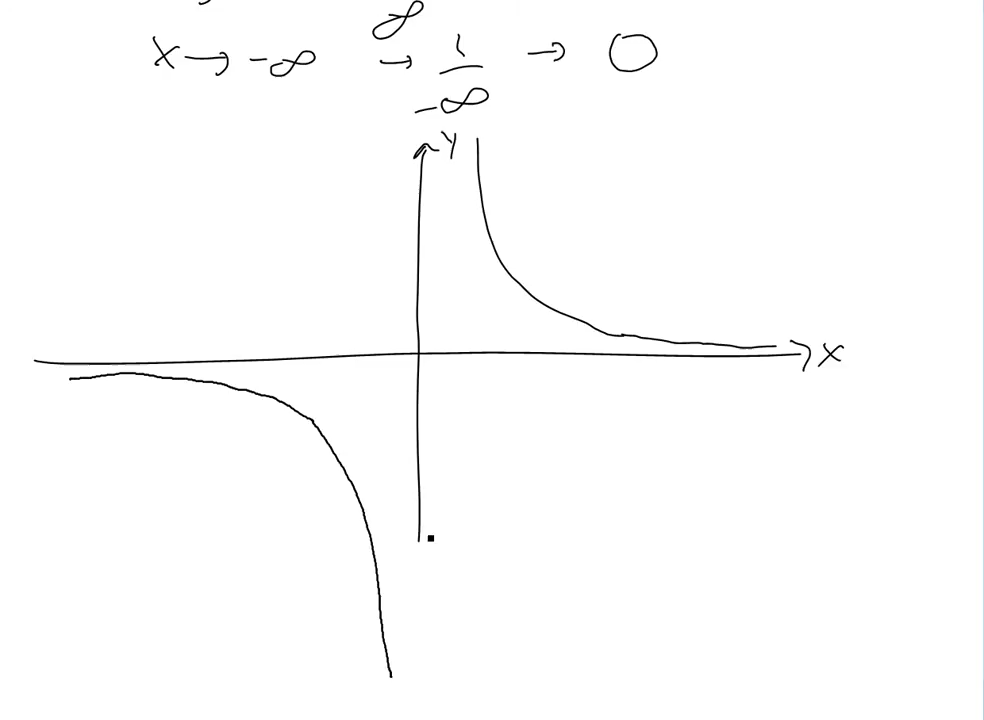 ∞
x → -∞ → 1/-∞ → 0
y
x